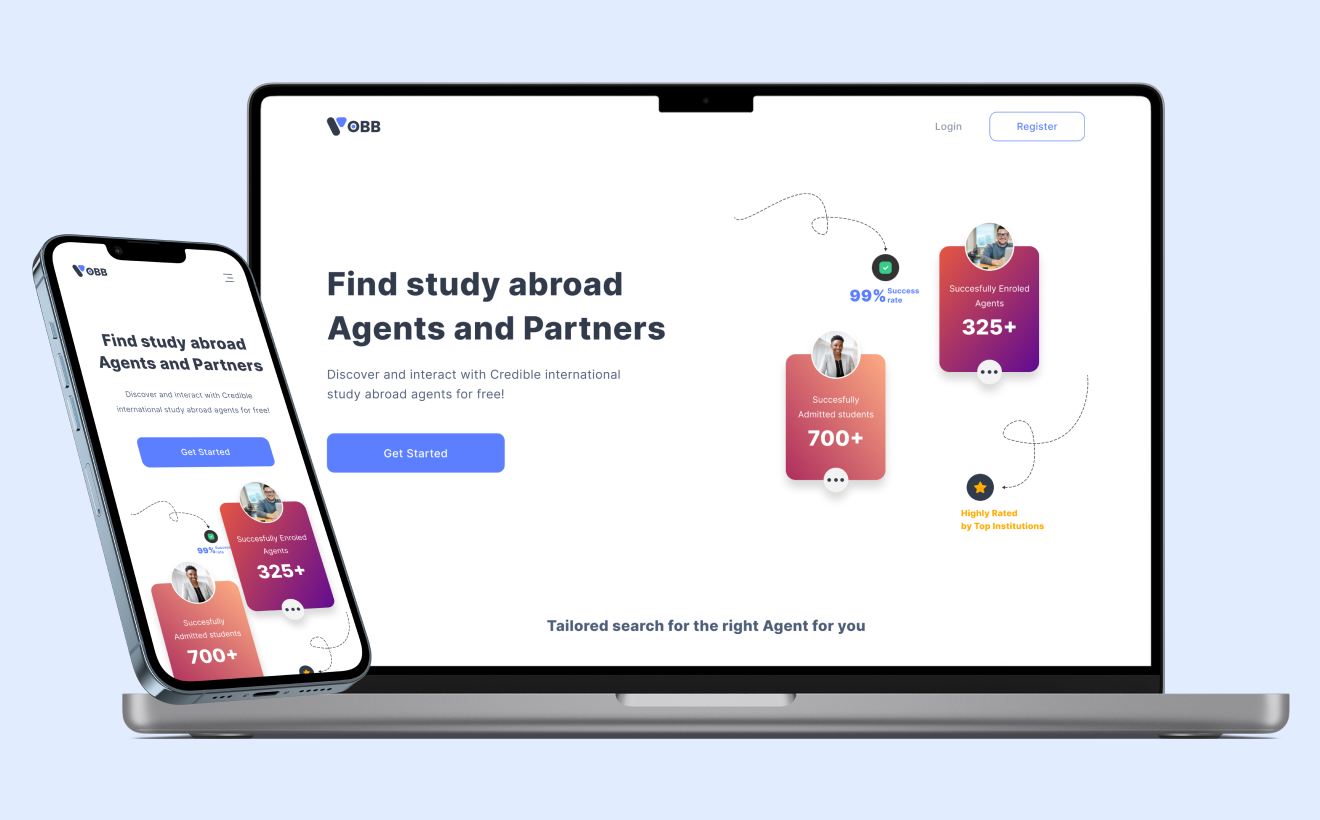 VOBB
Login
Register
Find study abroad
Agents and Partners
Discover and interact with Credible international
study abroad agents for free!
Get Started
99% Success
rate
Succesfully Enroled
Agents
325+
Succesfully
Admitted students
700+
Highly Rated
by Top Institutions
Tailored search for the right Agent for you
VOBB
Find study abroad
Agents and Partners
Discover and interact with Credible
international study abroad agents for free!
Get Started
99% Success
rate
Succesfully Enroled
Agents
325+
Succesfully
Admitted students
700+